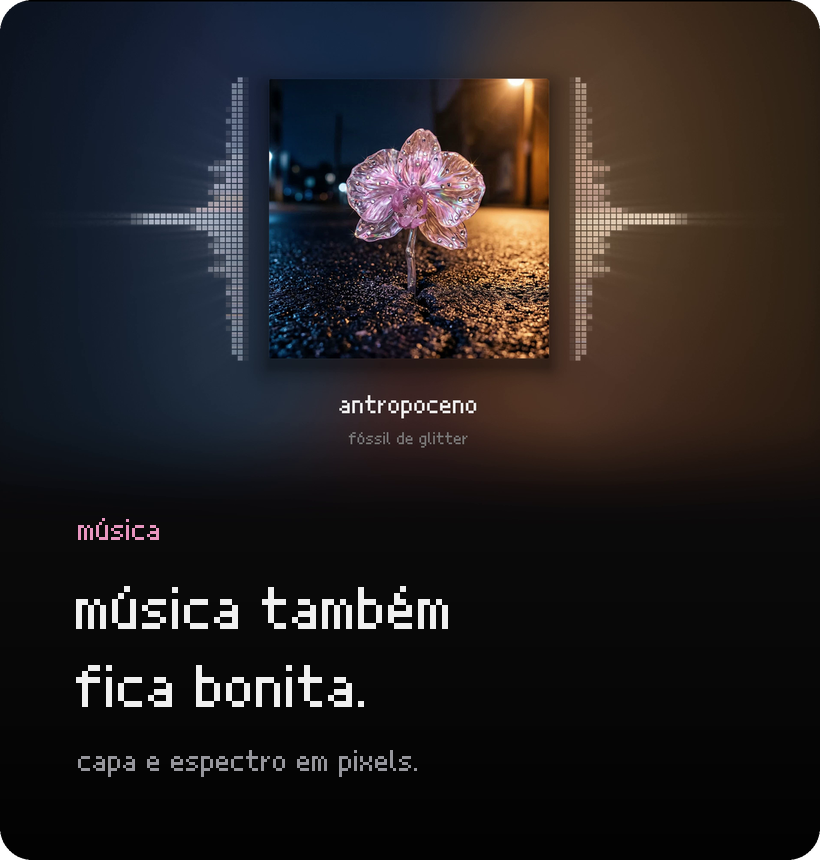 antropoceno
fóssil de glitter
música
música também
fica bonita.
capa e espectro em pixels.